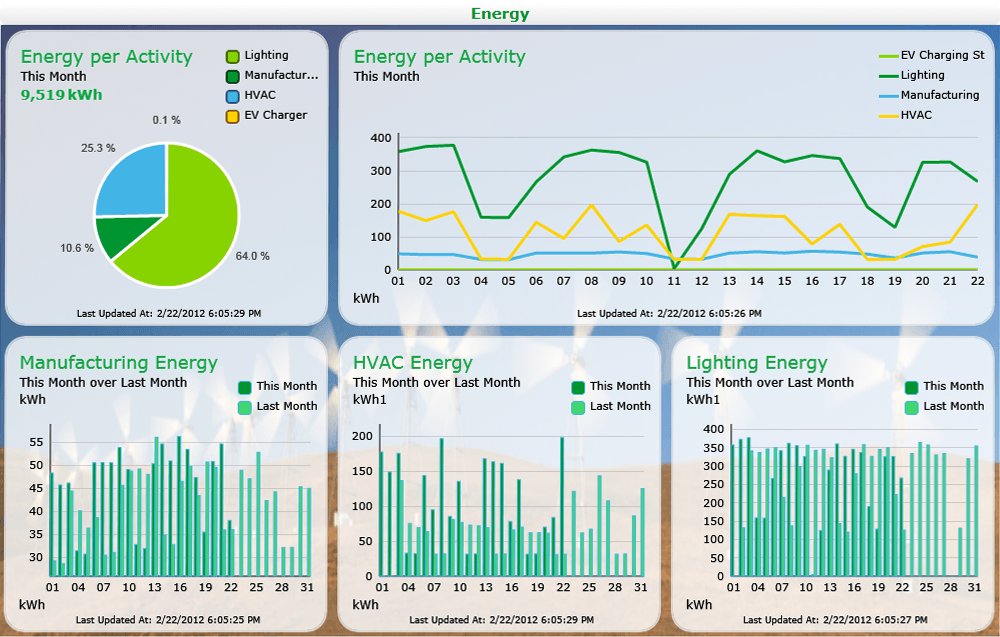 Energy
Energy per Activity
This Month
9,519 kWh
Lighting
Manufactur...
HVAC
EV Charger
0.1 %
25.3 %
10.6 %
64.0 %
Last Updated At: 2/22/2012 6:05:29 PM
Energy per Activity
This Month
EV Charging St
Lighting
Manufacturing
HVAC
400
300
200
100
0
01 02 03 04 05 06 07 08 09 10 11 12 13 14 15 16 17 18 19 20 21 22
kWh
Last Updated At: 2/22/2012 6:05:26 PM
Manufacturing Energy
This Month over Last Month
kWh
This Month
Last Month
55
50
45
40
35
30
01 04 07 10 13 16 19 22 25 28 31
kWh
Last Updated At: 2/22/2012 6:05:25 PM
HVAC Energy
This Month over Last Month
kWh1
This Month
Last Month
200
150
100
50
0
01 04 07 10 13 16 19 22 25 28 31
kWh
Last Updated At: 2/22/2012 6:05:29 PM
Lighting Energy
This Month over Last Month
kWh1
This Month
Last Month
400
350
300
250
200
150
100
50
0
01 04 07 10 13 16 19 22 25 28 31
kWh
Last Updated At: 2/22/2012 6:05:27 PM